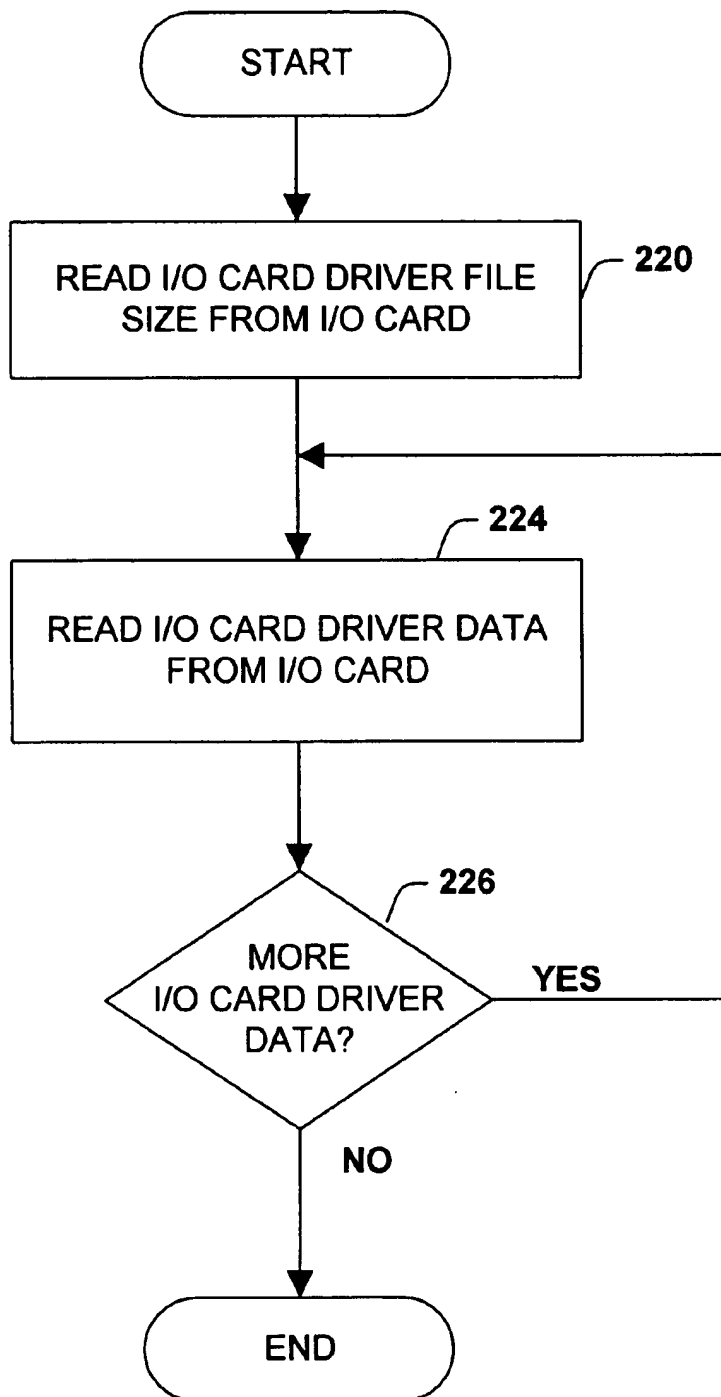 START
READ I/O CARD DRIVER FILE
SIZE FROM I/O CARD
220
224
READ I/O CARD DRIVER DATA
FROM I/O CARD
226
MORE
I/O CARD DRIVER
DATA?
YES
NO
END